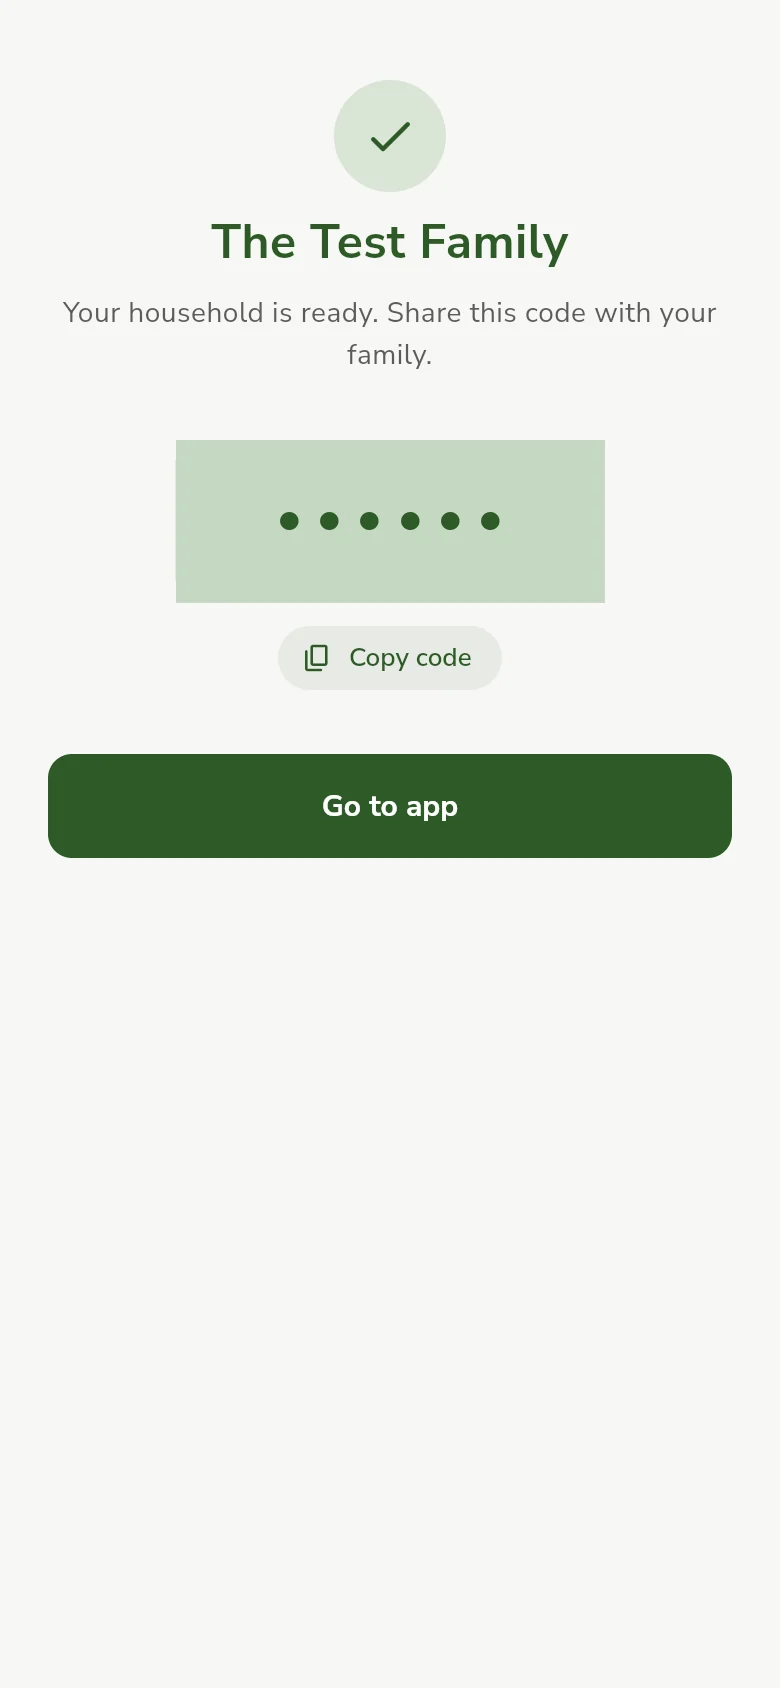 The Test Family
Your household is ready. Share this code with your
family.
••••••
Copy code
Go to app